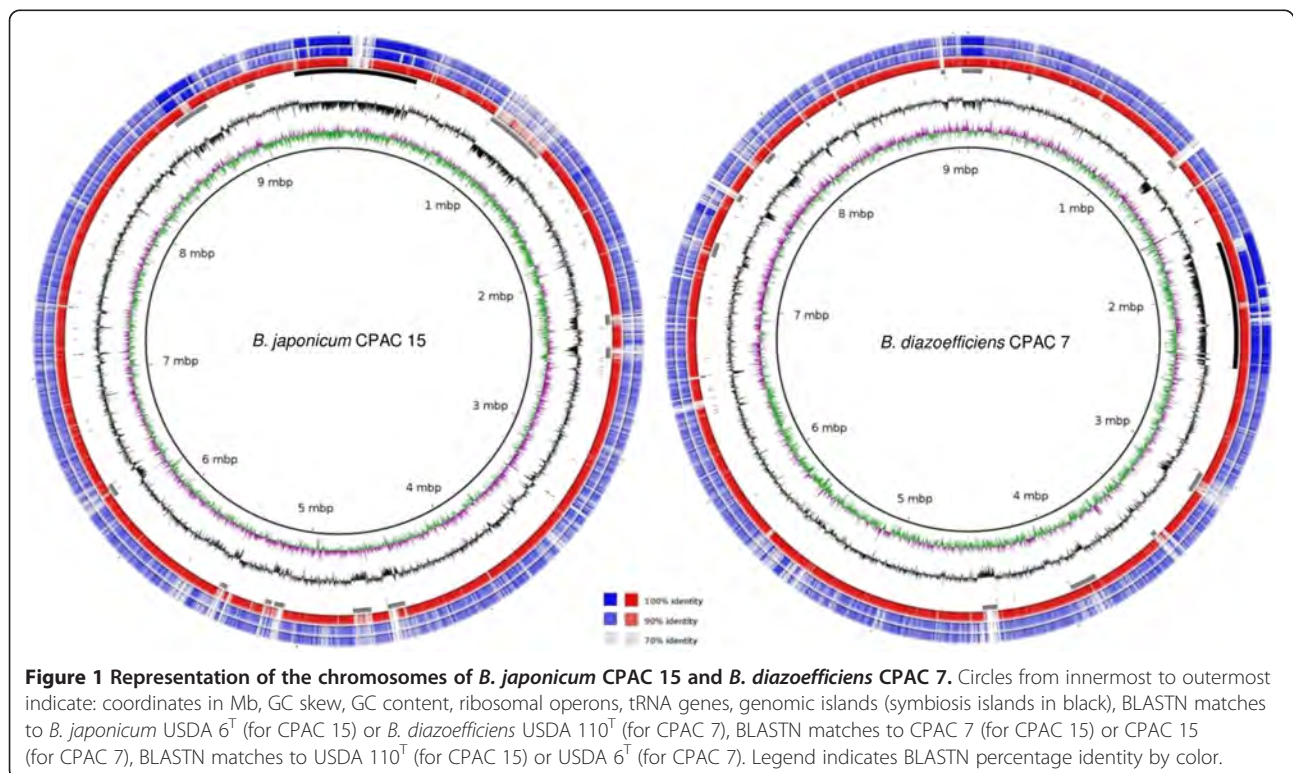 9 mbp
1 mbp
8 mbp
2 mbp
B. japonicum CPAC 15
7 mbp
3 mbp
6 mbp
4 mbp
5 mbp
9 mbp
1 mbp
8 mbp
2 mbp
7 mbp
B. diazoefficiens CPAC 7
3 mbp
6 mbp
4 mbp
5 mbp
100% identity
90% identity
70% identity
Figure 1 Representation of the chromosomes of B. japonicum CPAC 15 and B. diazoefficiens CPAC 7. Circles from innermost to outermost
indicate: coordinates in Mb, GC skew, GC content, ribosomal operons, tRNA genes, genomic islands (symbiosis islands in black), BLASTN matches
to B. japonicum USDA 6ᵀ (for CPAC 15) or B. diazoefficiens USDA 110ᵀ (for CPAC 7), BLASTN matches to CPAC 7 (for CPAC 15) or CPAC 15
(for CPAC 7), BLASTN matches to USDA 110ᵀ (for CPAC 15) or USDA 6ᵀ (for CPAC 7). Legend indicates BLASTN percentage identity by color.